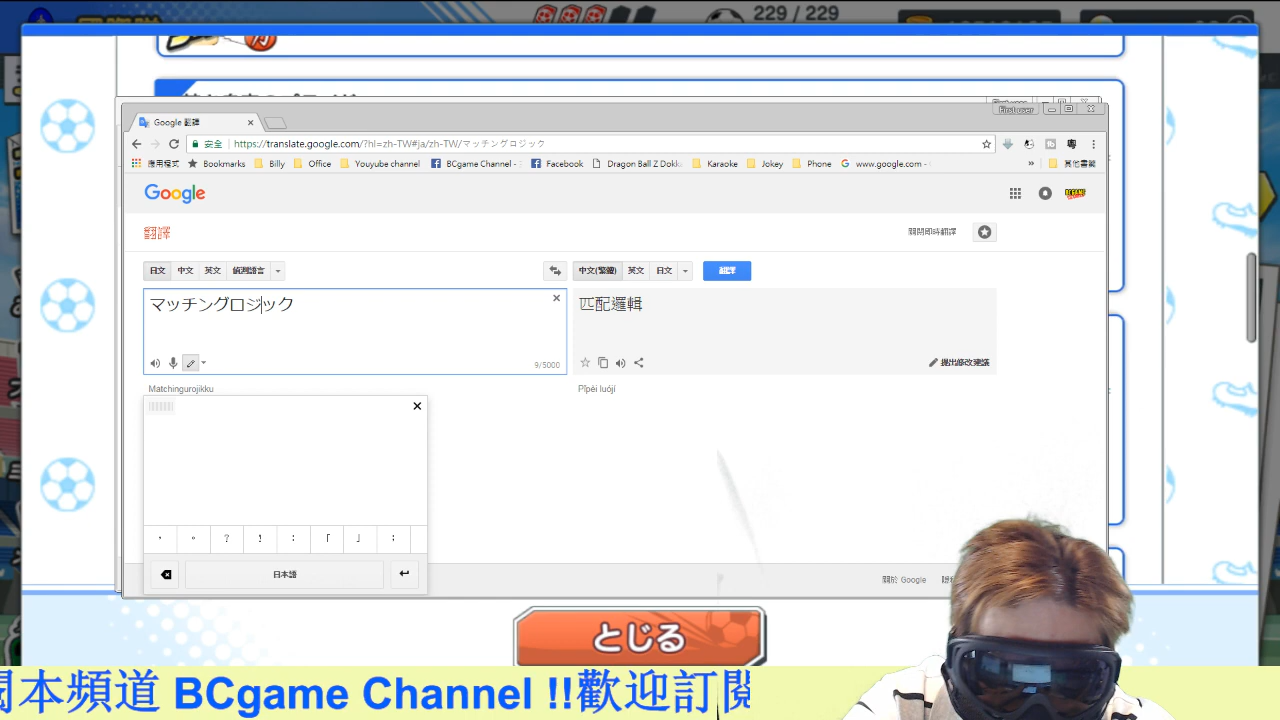 229 / 229
Google 翻譯
First user
安全 https://translate.google.com/?hl=zh-TW#ja/zh-TW/マッチングロジック
應用程式 Bookmarks Billy Office Youyube channel BCgame Channel - Facebook Dragon Ball Z Dokk Karaoke Jokey Phone www.google.com - » 其他書籤
Google
翻譯 關閉即時翻譯
日文 中文 英文 偵測語言 中文(繁體) 英文 日文 翻譯
マッチングロジック
匹配邏輯
9/5000
提出修改建議
Matchingurojikku
Pǐpèi luójí
日本語
關於 Google
とじる
閱本頻道 BCgame Channel !!歡迎訂閱